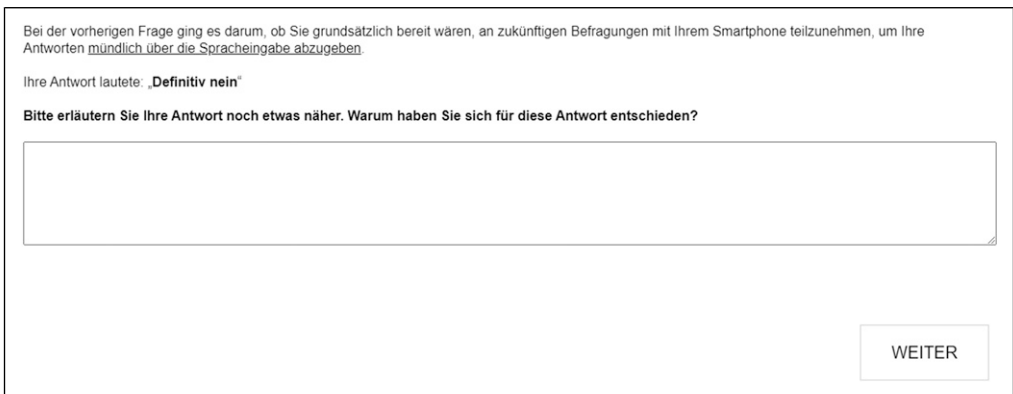 Bei der vorherigen Frage ging es darum, ob Sie grundsätzlich bereit wären, an zukünftigen Befragungen mit Ihrem Smartphone teilzunehmen, um Ihre
Antworten mündlich über die Spracheingabe abzugeben.
Ihre Antwort lautete: „Definitiv nein“
Bitte erläutern Sie Ihre Antwort noch etwas näher. Warum haben Sie sich für diese Antwort entschieden?
WEITER